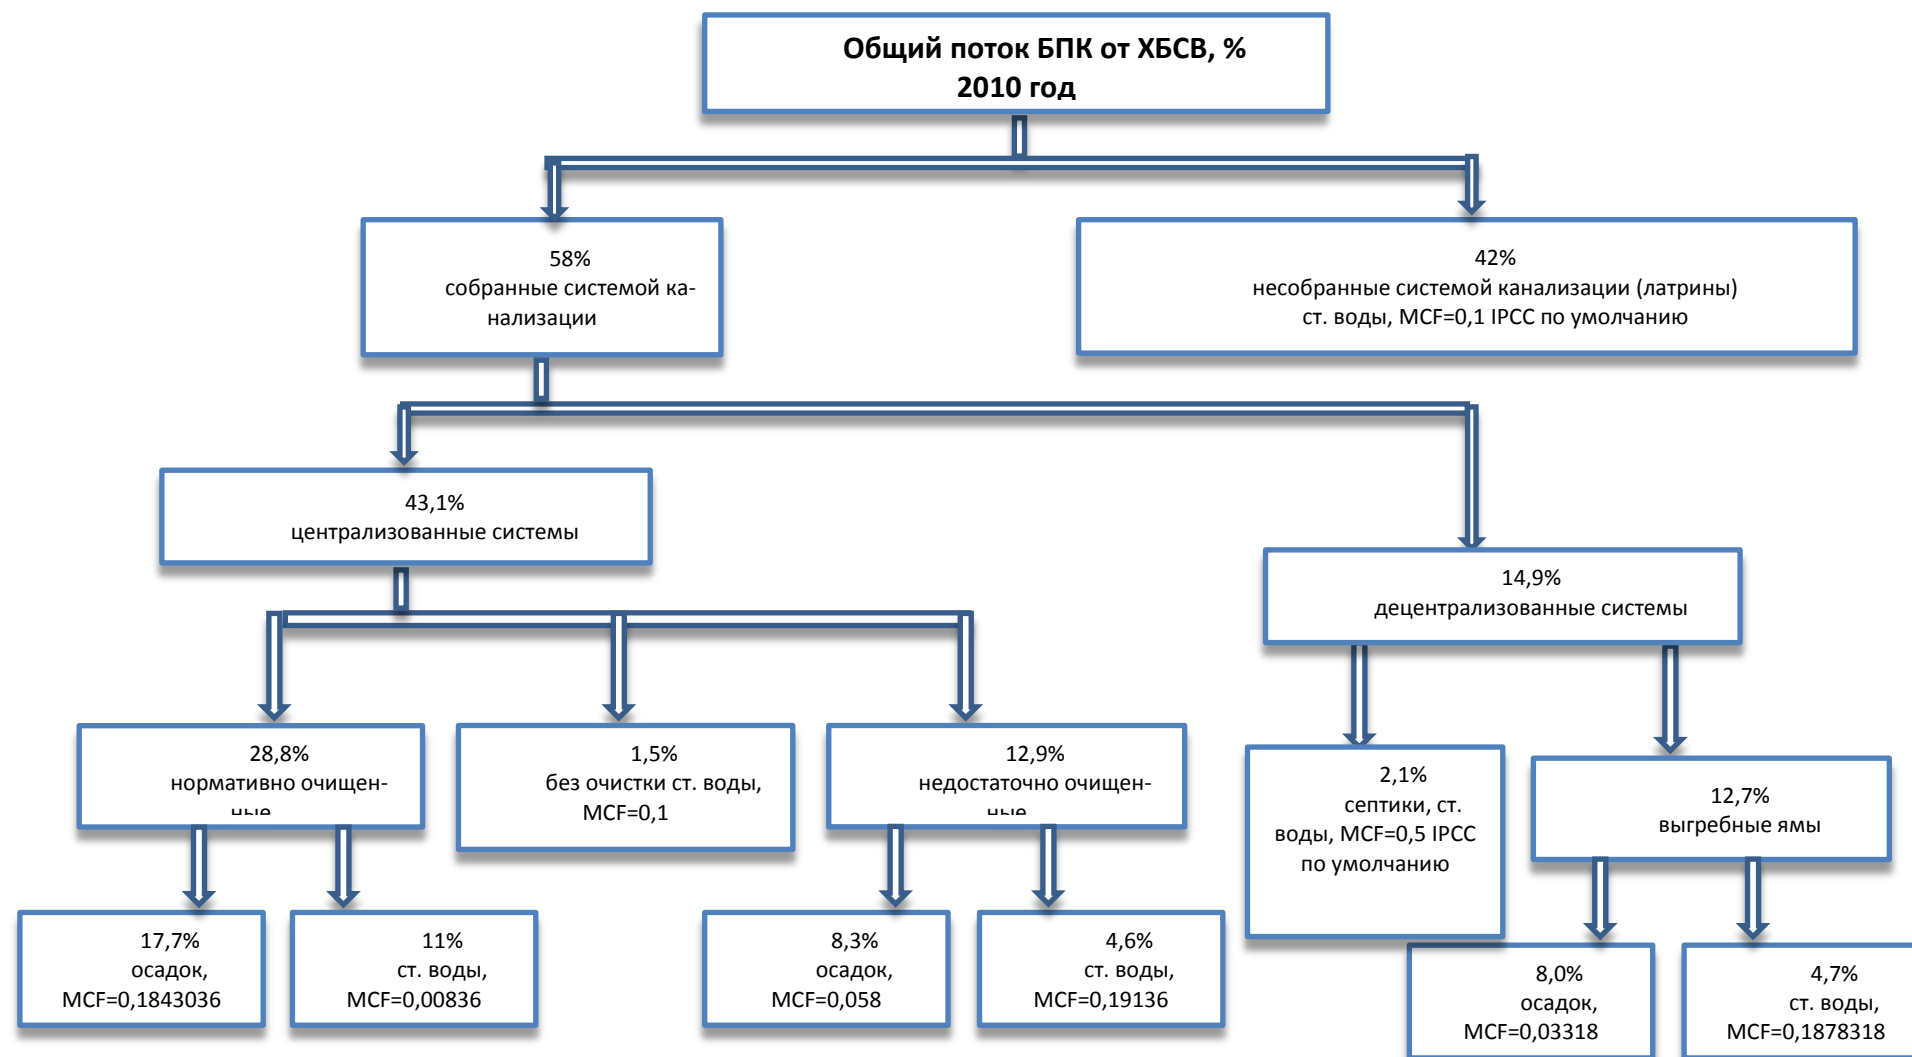 Общий поток БПК от ХБСВ, %
2010 год
58%
собранные системой ка-
нализации
42%
несобранные системой канализации (латрины)
ст. воды, MCF=0,1 IPCC по умолчанию
43,1%
централизованные системы
14,9%
децентрализованные системы
28,8%
нормативно очищен-
ные
1,5%
без очистки ст. воды,
MCF=0,1
12,9%
недостаточно очищен-
ные
2,1%
септики, ст.
воды, MCF=0,5 IPCC
по умолчанию
12,7%
выгребные ямы
17,7%
осадок,
MCF=0,1843036
11%
ст. воды,
MCF=0,00836
8,3%
осадок,
MCF=0,058
4,6%
ст. воды,
MCF=0,19136
8,0%
осадок,
MCF=0,03318
4,7%
ст. воды,
MCF=0,1878318